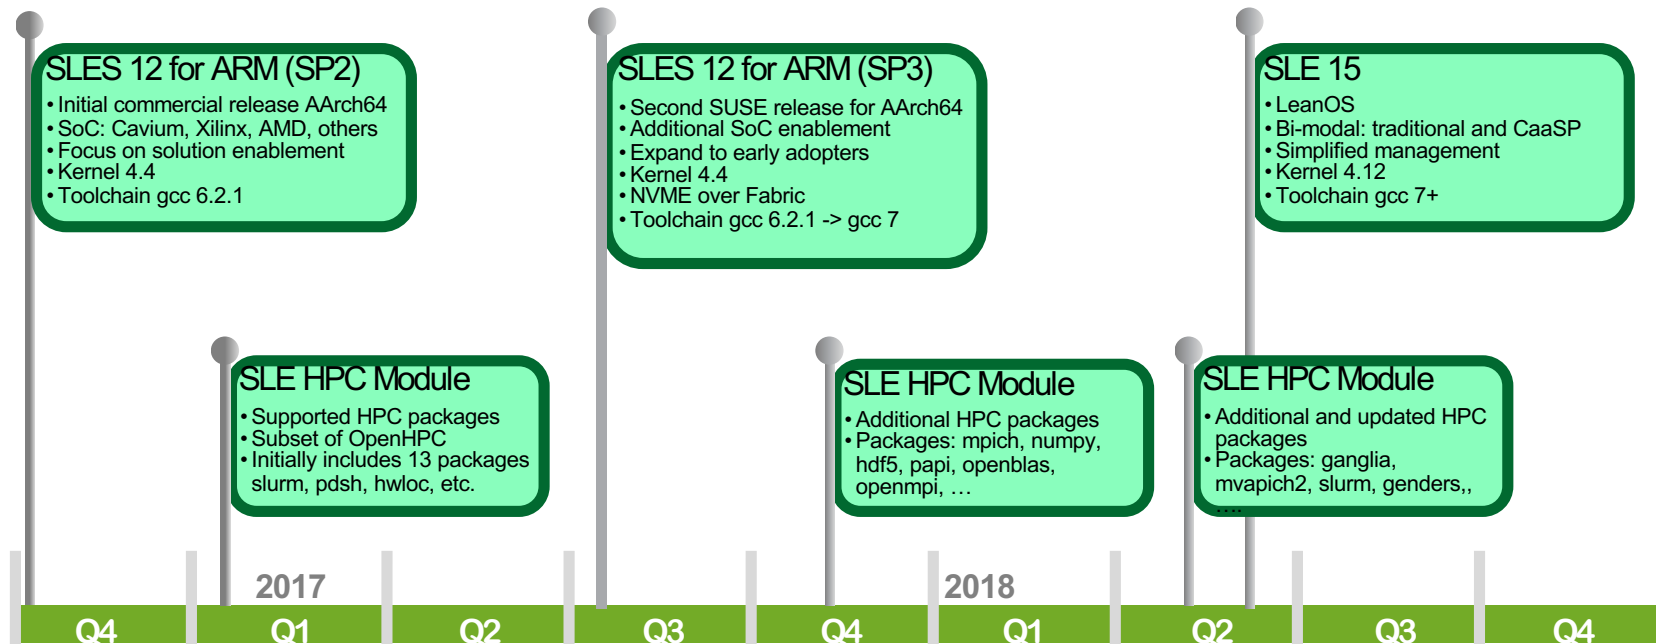 SLES 12 for ARM (SP2)
• Initial commercial release AArch64
• SoC: Cavium, Xilinx, AMD, others
• Focus on solution enablement
• Kernel 4.4
• Toolchain gcc 6.2.1
SLES 12 for ARM (SP3)
• Second SUSE release for AArch64
• Additional SoC enablement
• Expand to early adopters
• Kernel 4.4
• NVME over Fabric
• Toolchain gcc 6.2.1 -> gcc 7
SLE 15
• LeanOS
• Bi-modal: traditional and CaaSP
• Simplified management
• Kernel 4.12
• Toolchain gcc 7+
SLE HPC Module
• Supported HPC packages
• Subset of OpenHPC
• Initially includes 13 packages
slurm, pdsh, hwloc, etc.
SLE HPC Module
• Additional HPC packages
• Packages: mpich, numpy,
hdf5, papi, openblas,
openmpi, …
SLE HPC Module
• Additional and updated HPC
packages
• Packages: ganglia,
mvapich2, slurm, genders,,
….
2017
2018
Q4
Q1
Q2
Q3
Q4
Q1
Q2
Q3
Q4